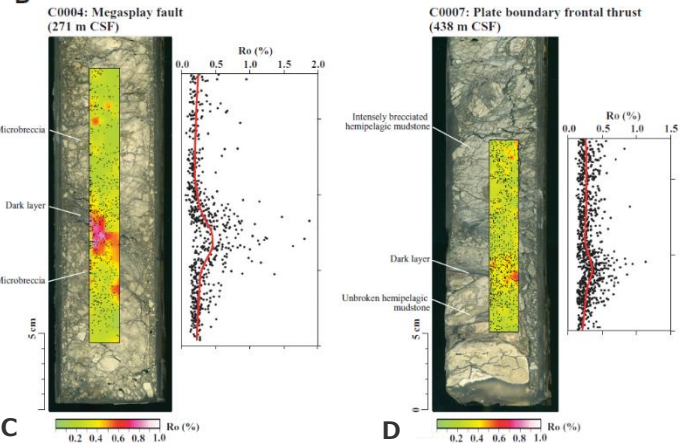 C0004: Megasplay fault
(271 m CSF)
Ro (%)
0.0 0.5 1.0 1.5 2.0
Microbreccia
Dark layer
Microbreccia
5 cm
0
C
Ro (%)
0.2 0.4 0.6 0.8 1.0
C0007: Plate boundary frontal thrust
(438 m CSF)
Ro (%)
0.0 0.5 1.0 1.5
Intensely brecciated
hemipelagic mudstone
Dark layer
Unbroken hemipelagic
mudstone
5 cm
0
D
Ro (%)
0.2 0.4 0.6 0.8 1.0